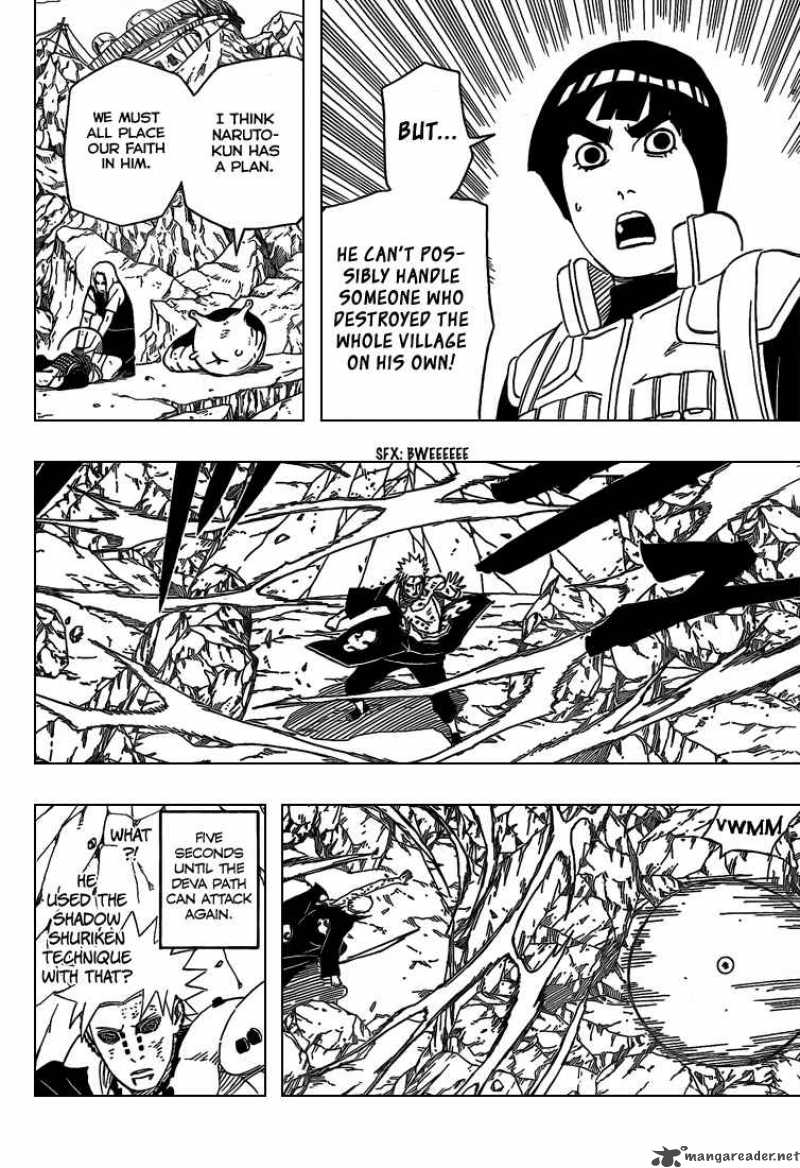 BUT...
HE CAN'T POS-
SIBLY HANDLE
SOMEONE WHO
DESTROYED THE
WHOLE VILLAGE
ON HIS OWN!
I THINK
NARUTO-
KUN HAS
A PLAN.
WE MUST
ALL PLACE
OUR FAITH
IN HIM.
SFX: BWEEEEEE
VWMM
FIVE
SECONDS
UNTIL THE
DEVA PATH
CAN ATTACK
AGAIN.
WHAT
?!
HE
USED THE
SHADOW
SHURIKEN
TECHNIQUE
WITH THAT?
mangareader.net